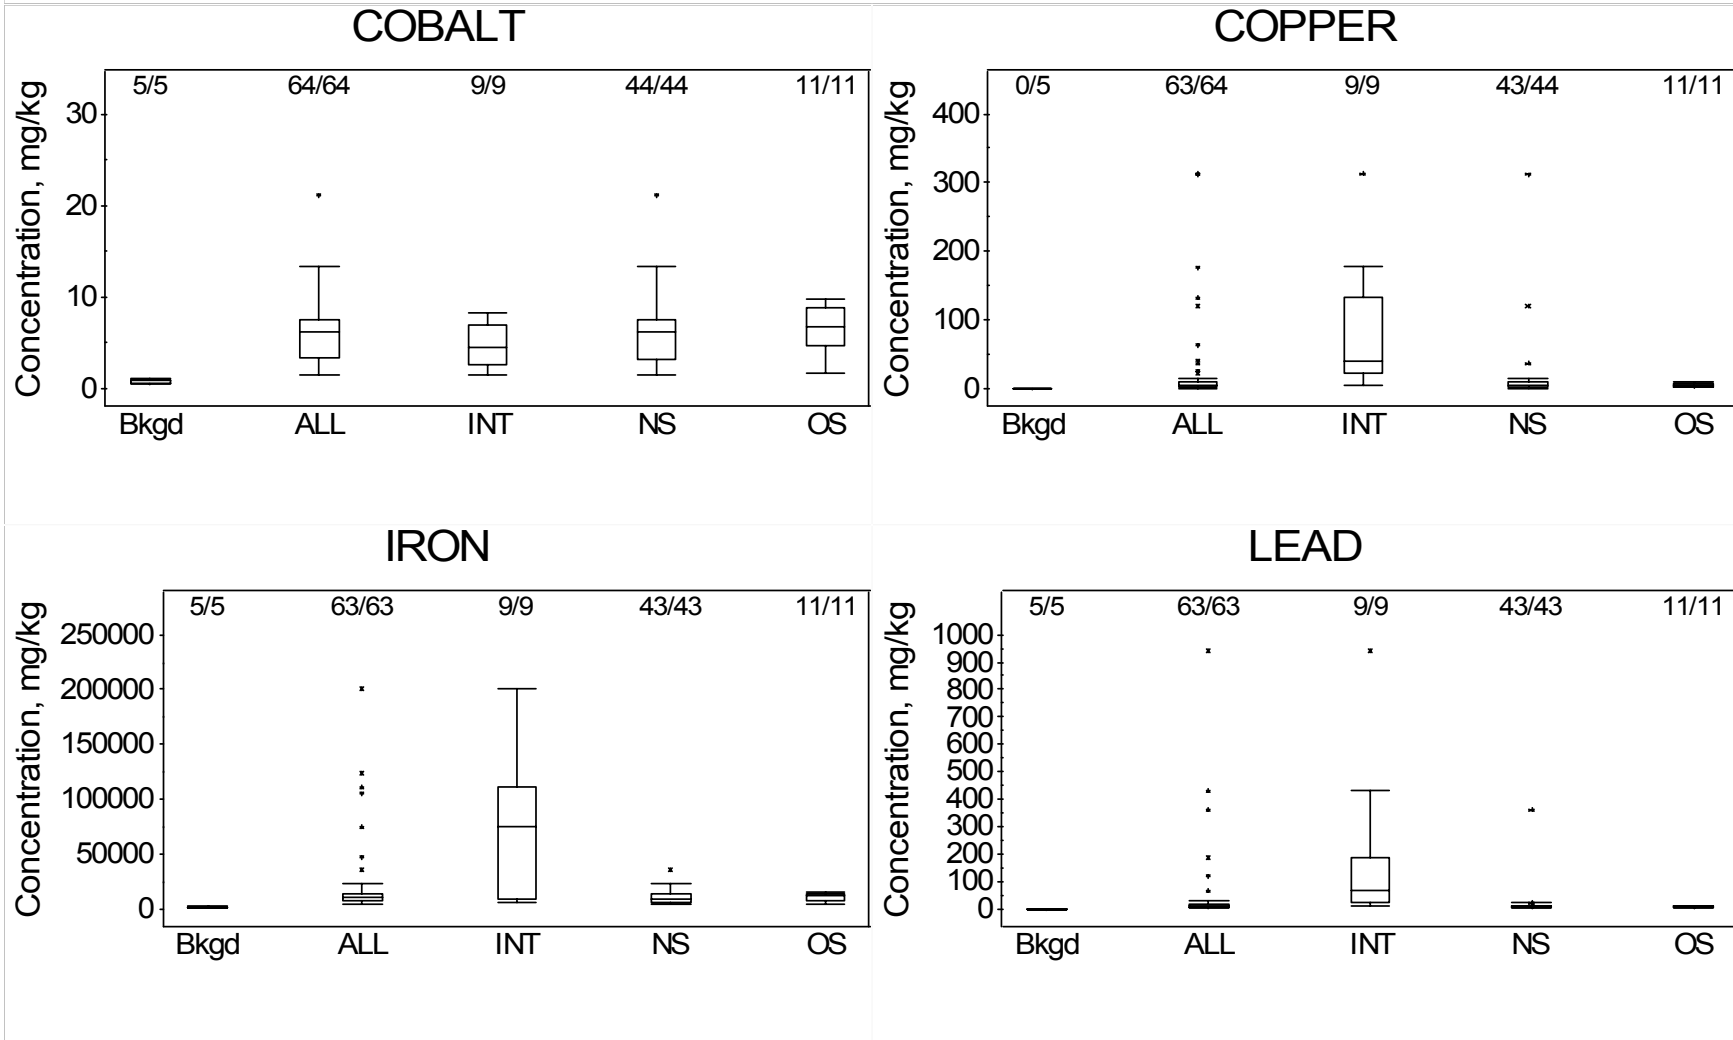 COBALT
Concentration, mg/kg
5/5 64/64 9/9 44/44 11/11
30
20
10
0
Bkgd ALL INT NS OS
COPPER
Concentration, mg/kg
0/5 63/64 9/9 43/44 11/11
400
300
200
100
0
Bkgd ALL INT NS OS
IRON
Concentration, mg/kg
5/5 63/63 9/9 43/43 11/11
250000
200000
150000
100000
50000
0
Bkgd ALL INT NS OS
LEAD
Concentration, mg/kg
5/5 63/63 9/9 43/43 11/11
1000
900
800
700
600
500
400
300
200
100
0
Bkgd ALL INT NS OS